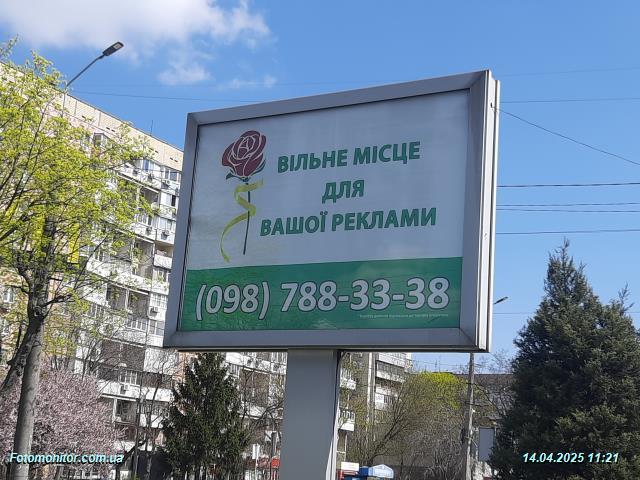 ВІЛЬНЕ МІСЦЕ
ДЛЯ
ВАШОЇ РЕКЛАМИ
(098) 788-33-38
Fotomonitor.com.ua
14.04.2025 11:21